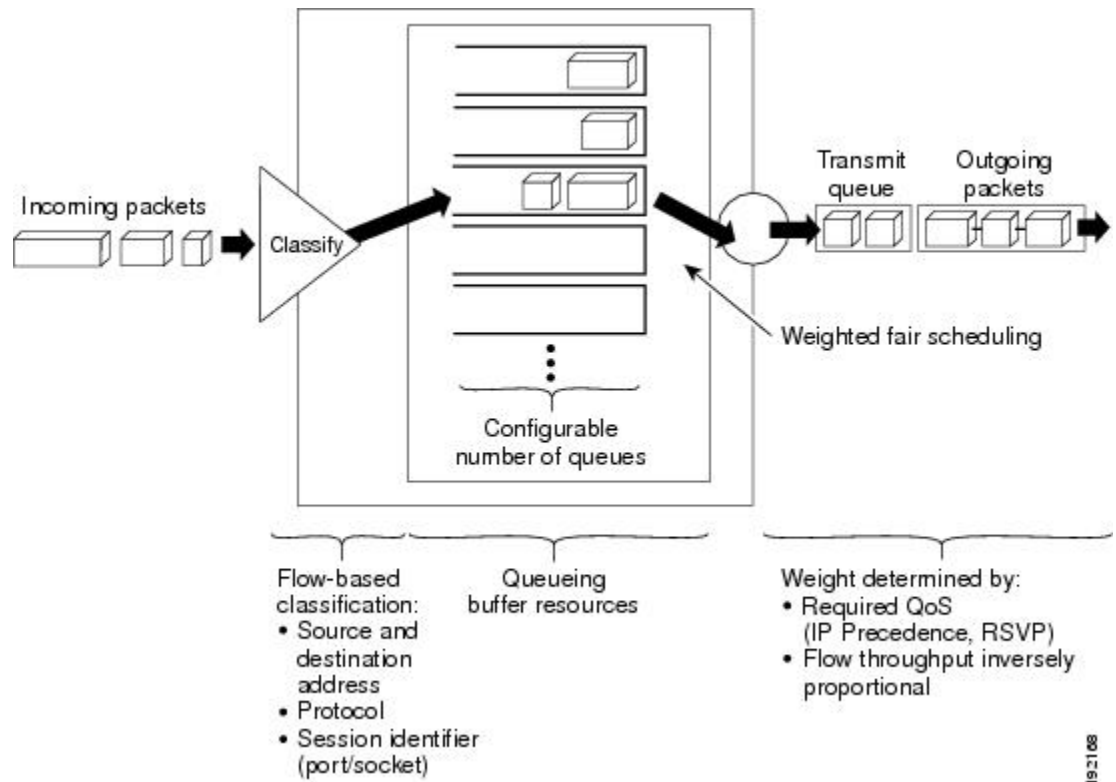 Incoming packets
Classify
Transmit
queue
Outgoing
packets
Weighted fair scheduling
Configurable
number of queues
Flow-based
classification:
• Source and
destination
address
• Protocol
• Session identifier
(port/socket)
Queueing
buffer resources
Weight determined by:
• Required QoS
(IP Precedence, RSVP)
• Flow throughput inversely
proportional
192168